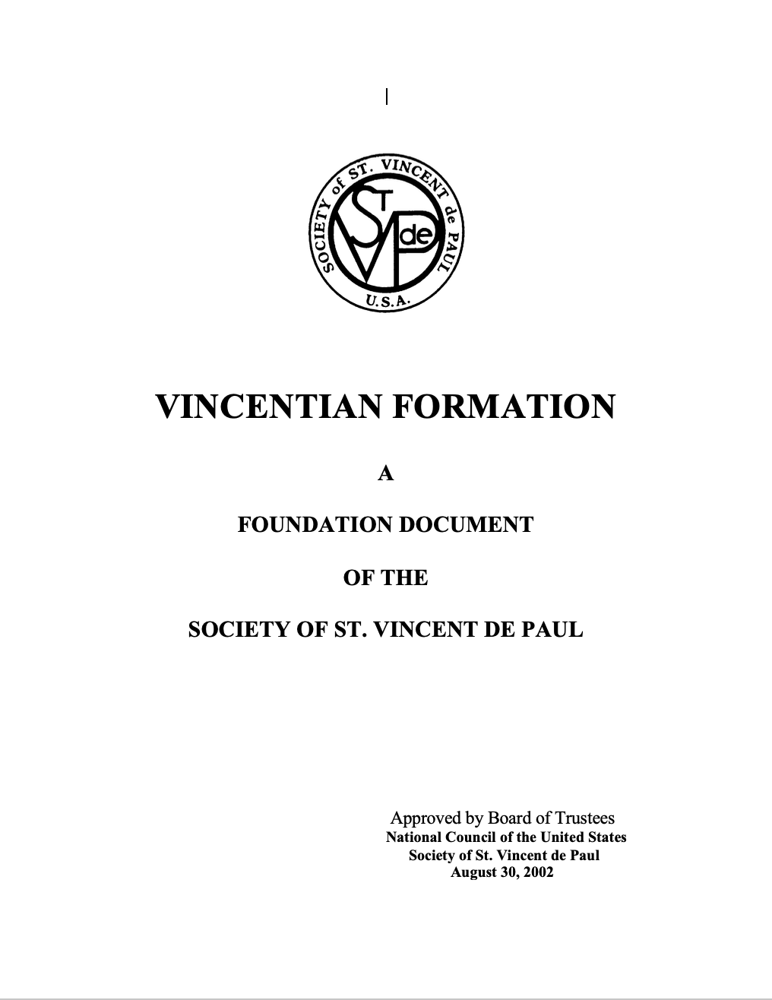 SOCIETY of ST. VINCENT de PAUL
ST
V P de
U.S.A.
VINCENTIAN FORMATION
A
FOUNDATION DOCUMENT
OF THE
SOCIETY OF ST. VINCENT DE PAUL
Approved by Board of Trustees
National Council of the United States
Society of St. Vincent de Paul
August 30, 2002